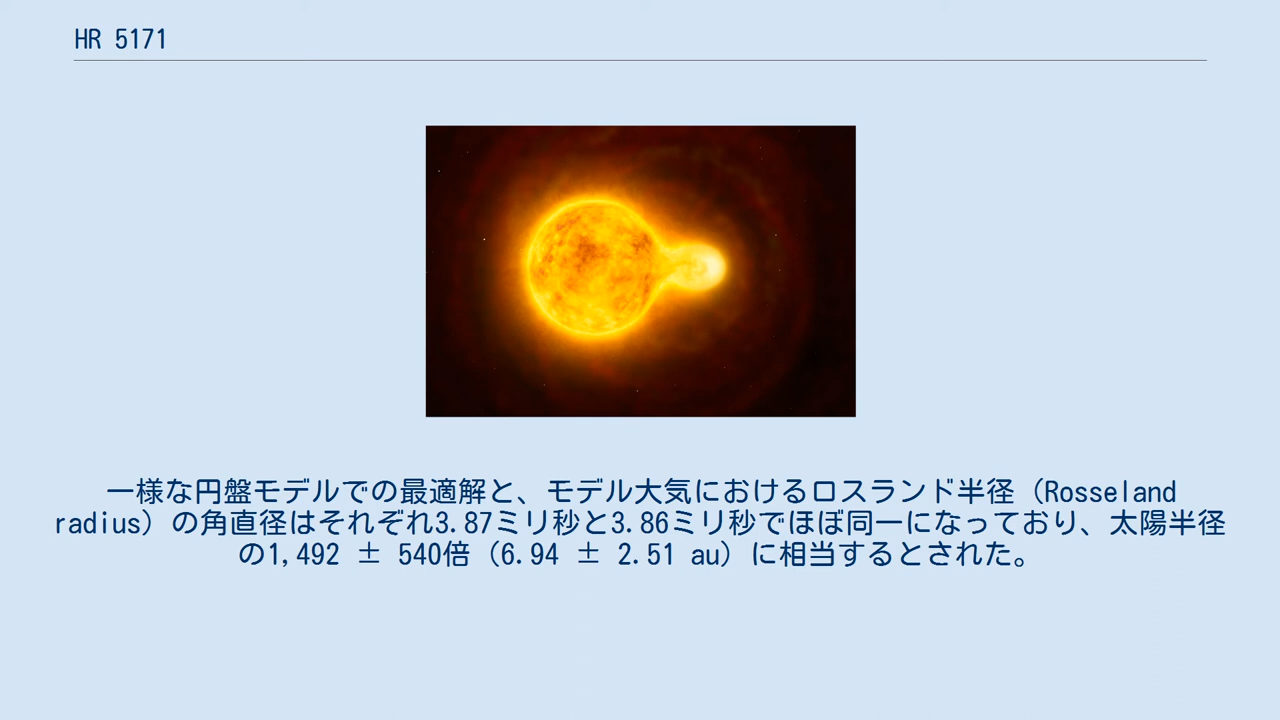 HR 5171
一様な円盤モデルでの最適解と、モデル大気におけるロスランド半径（Rosseland
radius）の角直径はそれぞれ3.87ミリ秒と3.86ミリ秒でほぼ同一になっており、太陽半径
の1,492 ± 540倍（6.94 ± 2.51 au）に相当するとされた。